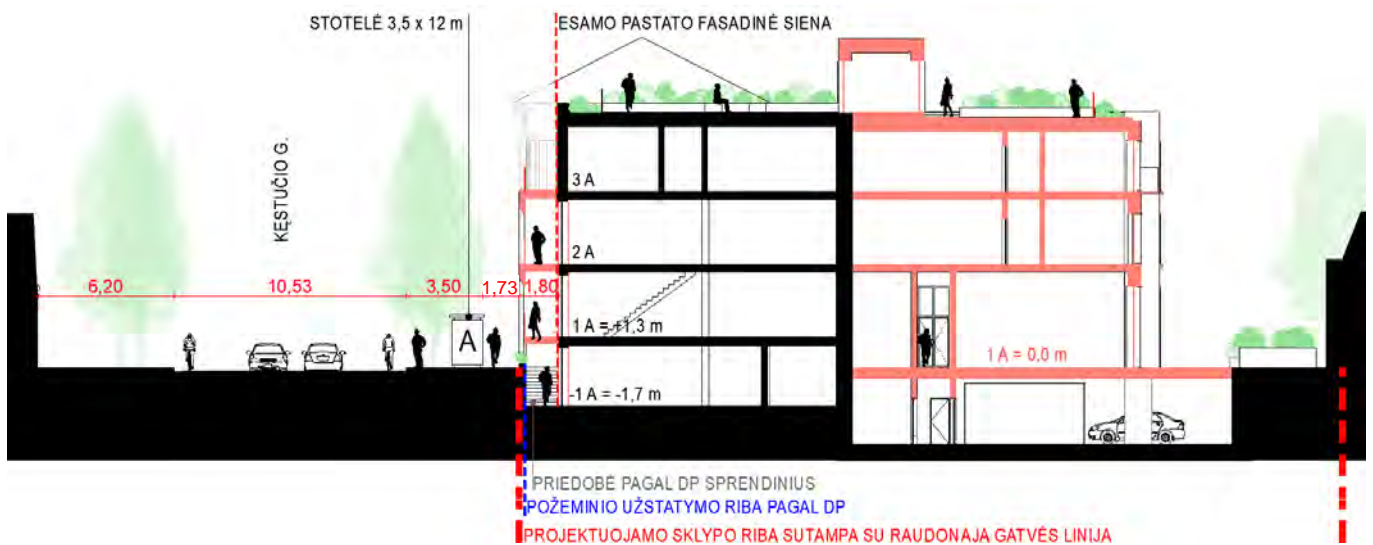 STOTELĖ 3,5 x 12 m
ESAMO PASTATO FASADINĖ SIENA
KĘSTUČIO G.
3 A
2 A
6,20
10,53
3,50
1,73
1,80
A
1 A = +1,3 m
1 A = 0,0 m
-1 A = -1,7 m
PRIEDOBĖ PAGAL DP SPRENDINIUS
POŽEMINIO UŽSTATYMO RIBA PAGAL DP
PROJEKTUOJAMO SKLYPO RIBA SUTAMPA SU RAUDONAJA GATVĖS LINIJA